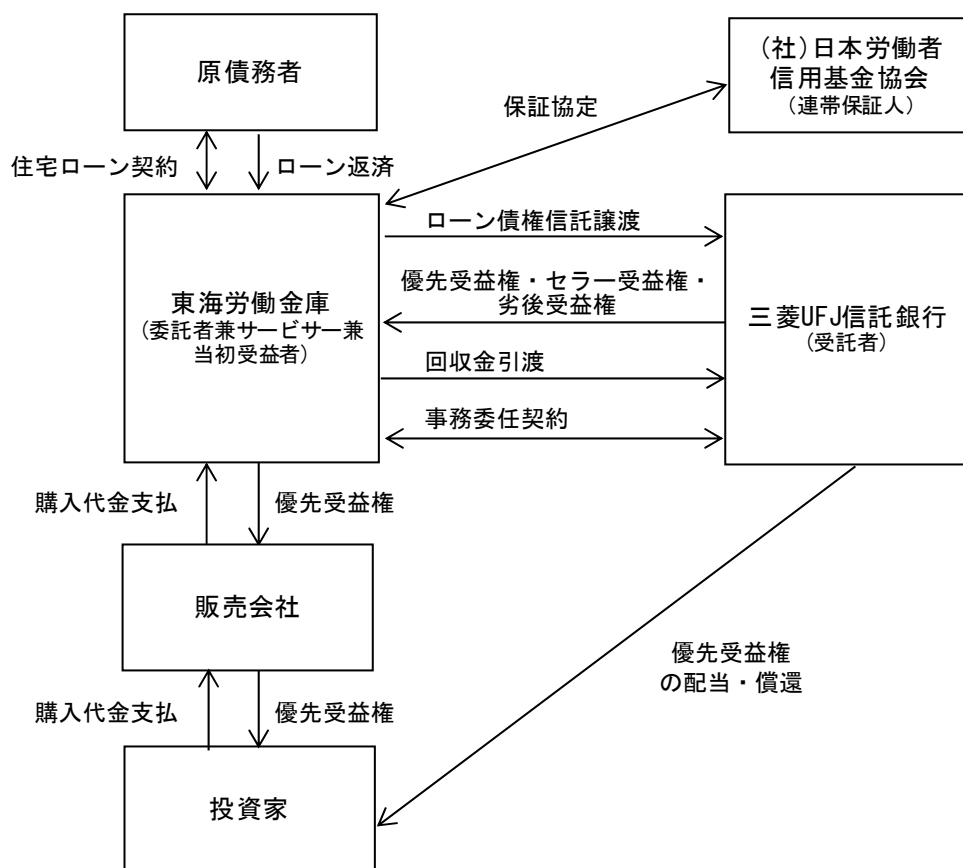 原債務者
（社）日本労働者
信用基金協会
（連帯保証人）
保証協定
住宅ローン契約
ローン返済
ローン債権信託譲渡
優先受益権・セラー受益権・
劣後受益権
東海労働金庫
（委託者兼サービサー兼
当初受益者）
三菱UFJ信託銀行
（受託者）
回収金引渡
事務委任契約
購入代金支払
優先受益権
販売会社
優先受益権
の配当・償還
購入代金支払
優先受益権
投資家